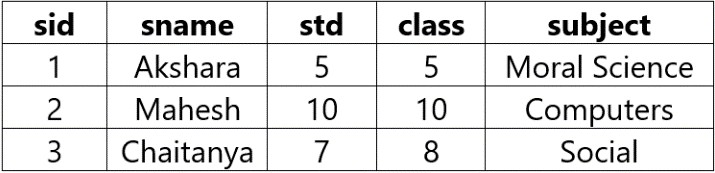 sid sname std class subject
1 Akshara 5 5 Moral Science
2 Mahesh 10 10 Computers
3 Chaitanya 7 8 Social